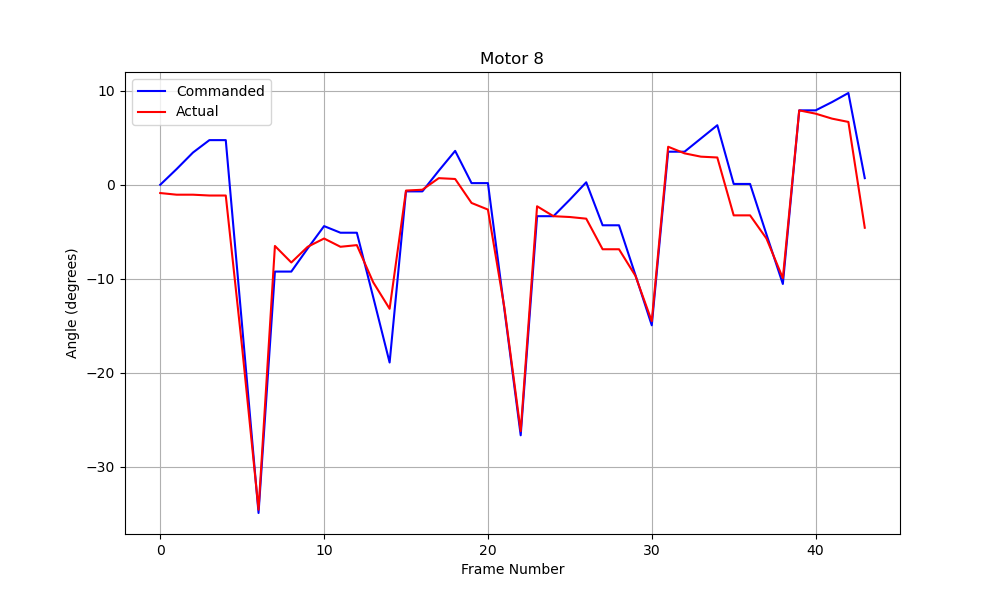 Motor 8
Commanded
Actual
10
0
−10
−20
−30
Angle (degrees)
0 10 20 30 40
Frame Number